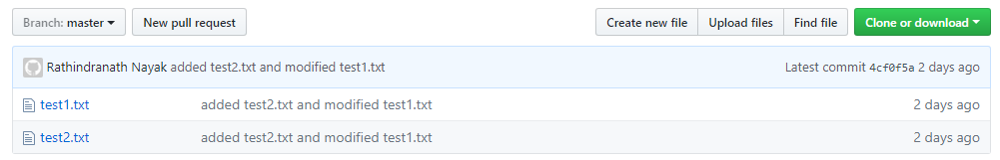 Branch: master New pull request Create new file Upload files Find file Clone or download
Rathindranath Nayak added test2.txt and modified test1.txt Latest commit 4cf0f5a 2 days ago
test1.txt added test2.txt and modified test1.txt 2 days ago
test2.txt added test2.txt and modified test1.txt 2 days ago